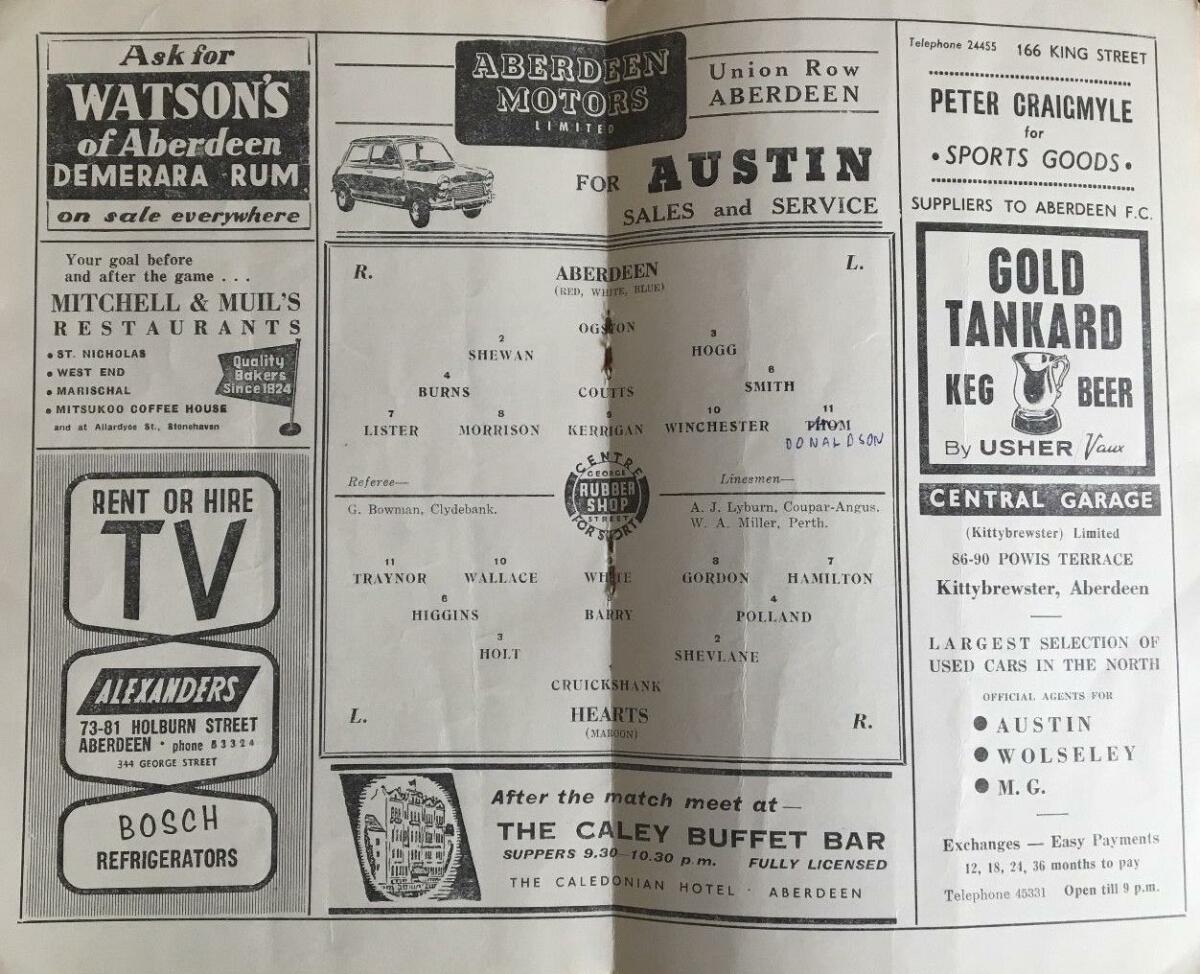 Ask for
WATSON'S
of Aberdeen
DEMERARA RUM
on sale everywhere
Your goal before
and after the game . . .
MITCHELL & MUIL'S
RESTAURANTS
• ST. NICHOLAS
• WEST END
• MARISCHAL
• MITSUKOO COFFEE HOUSE
and at Allardyce St., Stonehaven
Quality
Bakers
Since 1824
RENT OR HIRE
TV
ALEXANDERS
73-81 HOLBURN STREET
ABERDEEN • phone 53324
344 GEORGE STREET
BOSCH
REFRIGERATORS
ABERDEEN
MOTORS
LIMITED
Union Row
ABERDEEN
FOR AUSTIN
SALES and SERVICE
R. ABERDEEN L.
(RED, WHITE, BLUE)
OGSTON
2 3
SHEWAN HOGG
4 6
BURNS COUTTS SMITH
7 8 9 10 11
LISTER MORRISON KERRIGAN WINCHESTER THOM
DONALDSON
Referee— Linesmen—
CENTRE
GEORGE
RUBBER
SHOP
STREET
FOR SPORT
G. Bowman, Clydebank. A. J. Lyburn, Coupar-Angus.
W. A. Miller, Perth.
11 10 9 8 7
TRAYNOR WALLACE WHITE GORDON HAMILTON
6 5 4
HIGGINS BARRY POLLAND
3 2
HOLT SHEVLANE
1
CRUICKSHANK
L. HEARTS R.
(MAROON)
After the match meet at—
THE CALEY BUFFET BAR
SUPPERS 9.30-10.30 p.m. FULLY LICENSED
THE CALEDONIAN HOTEL · ABERDEEN
Telephone 24455 166 KING STREET
PETER CRAIGMYLE
for
• SPORTS GOODS •
SUPPLIERS TO ABERDEEN F.C.
GOLD
TANKARD
KEG BEER
By USHER Vaux
CENTRAL GARAGE
(Kittybrewster) Limited
86-90 POWIS TERRACE
Kittybrewster, Aberdeen
LARGEST SELECTION OF
USED CARS IN THE NORTH
OFFICIAL AGENTS FOR
● AUSTIN
● WOLSELEY
● M. G.
Exchanges — Easy Payments
12, 18, 24, 36 months to pay
Telephone 45331 Open till 9 p.m.